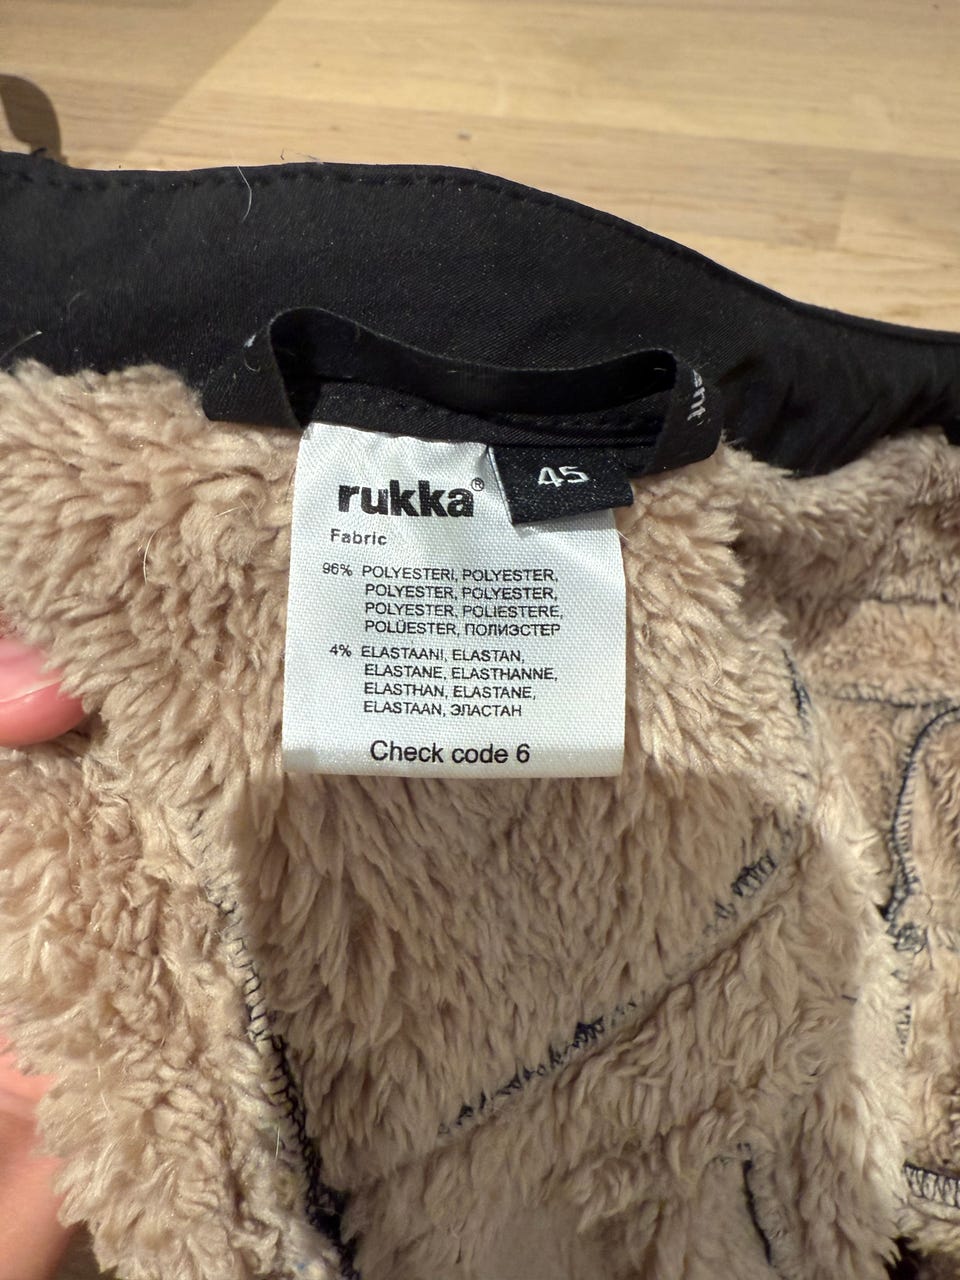 rukka®
45
Fabric
96% POLYESTERI, POLYESTER,
POLYESTER, POLYESTER,
POLYESTER, POLIESTERE,
POLÜESTER, ПОЛИЭСТЕР
4% ELASTAANI, ELASTAN,
ELASTANE, ELASTHANNE,
ELASTHAN, ELASTANE,
ELASTAAN, ЭЛАСТАН
Check code 6